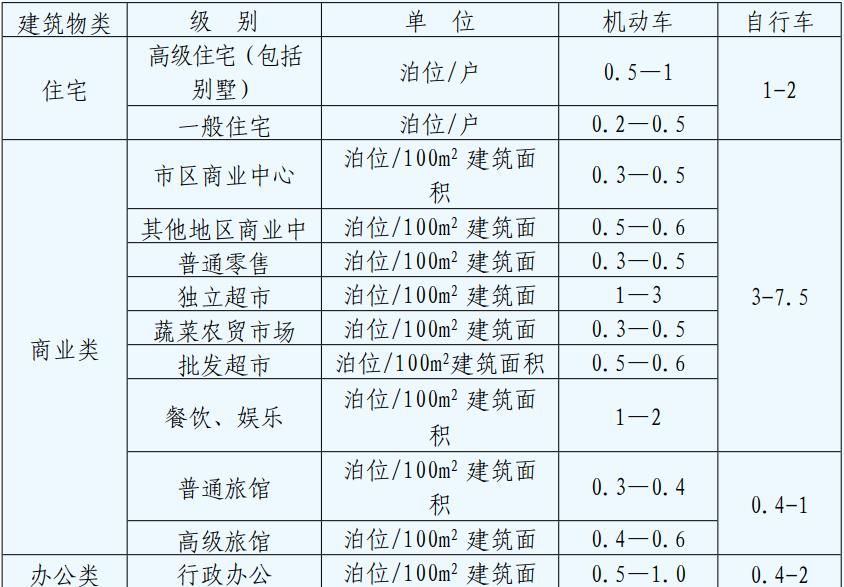 建筑物类 级 别 单 位 机动车 自行车
住宅 高级住宅（包括
别墅） 泊位/户 0.5—1 1-2
一般住宅 泊位/户 0.2—0.5
商业类 市区商业中心 泊位/100m² 建筑面
积 0.3—0.5 3-7.5
其他地区商业中 泊位/100m² 建筑面 0.5—0.6
普通零售 泊位/100m² 建筑面 0.3—0.5
独立超市 泊位/100m² 建筑面 1—3
蔬菜农贸市场 泊位/100m² 建筑面 0.3—0.5
批发超市 泊位/100m²建筑面积 0.5—0.6
餐饮、娱乐 泊位/100m² 建筑面
积 1—2
普通旅馆 泊位/100m² 建筑面
积 0.3—0.4 0.4-1
高级旅馆 泊位/100m² 建筑面 0.4—0.6
办公类 行政办公 泊位/100m² 建筑面 0.5—1.0 0.4-2